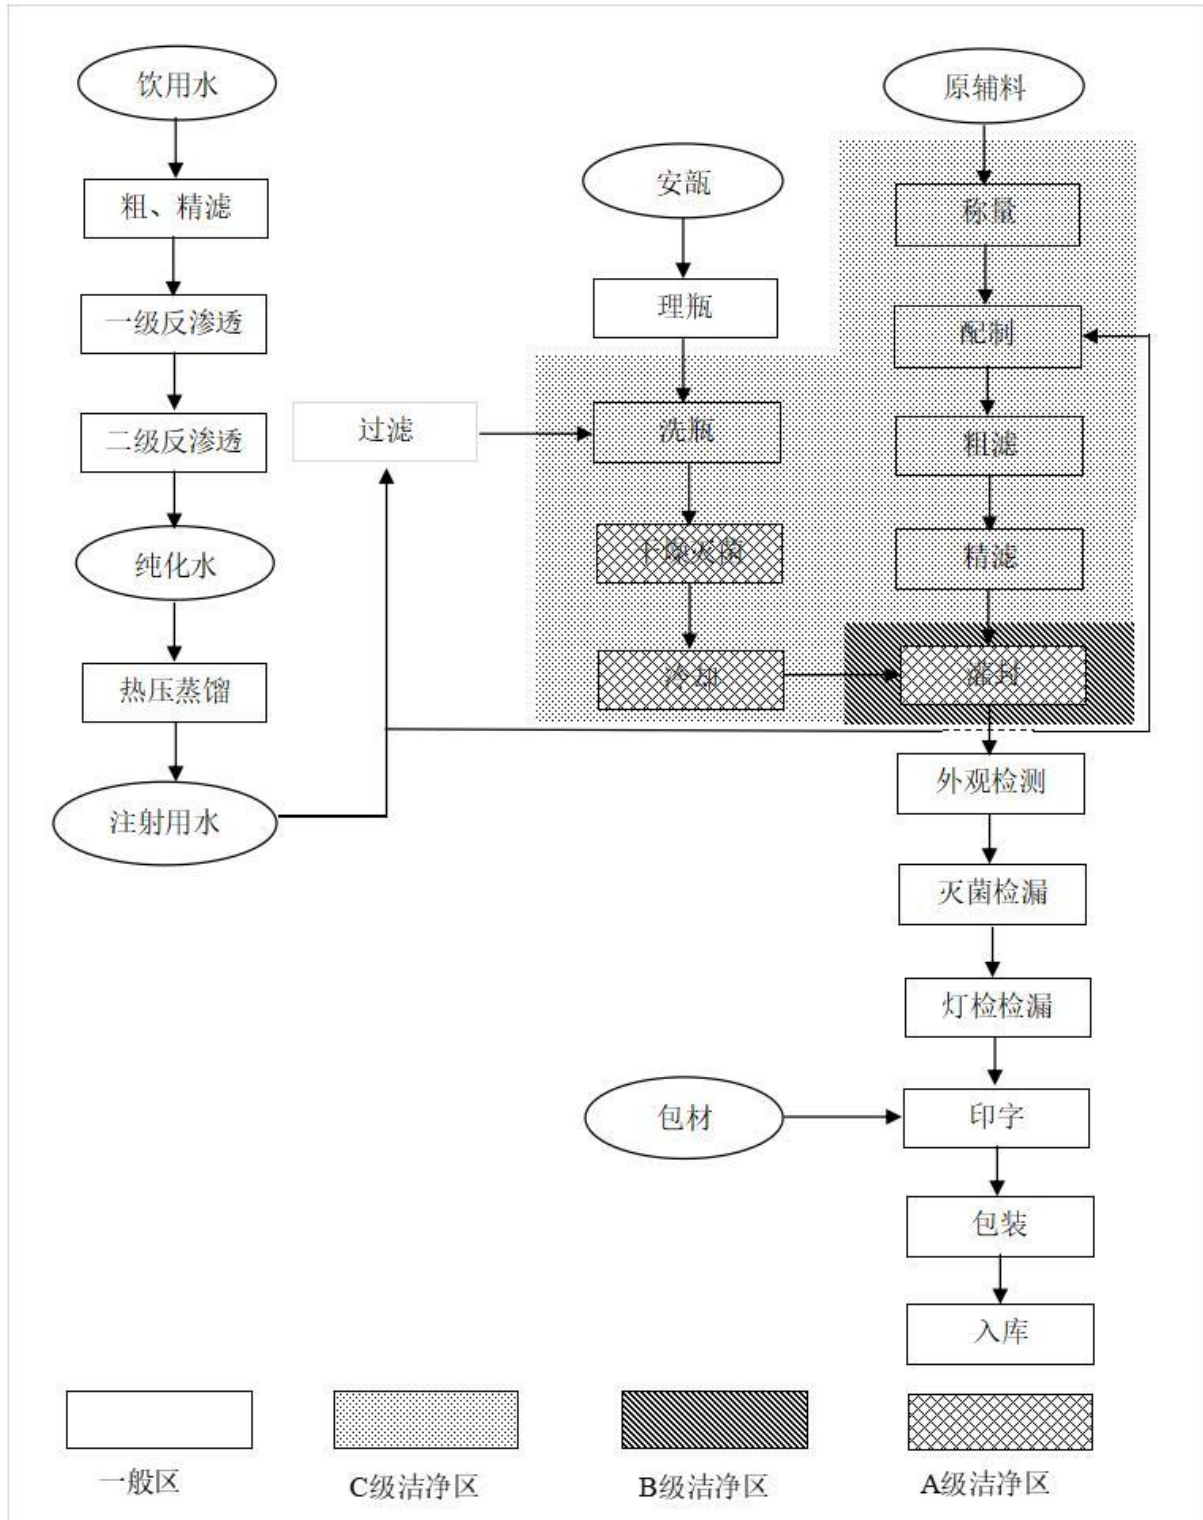 饮用水
原辅料
安瓿
粗、精滤
称量
理瓶
一级反渗透
配制
过滤
洗瓶
二级反渗透
粗滤
干燥灭菌
精滤
纯化水
热压蒸馏
冷却
灌封
外观检测
注射用水
灭菌检漏
灯检检漏
包材
印字
包装
入库
一般区
C级洁净区
B级洁净区
A级洁净区